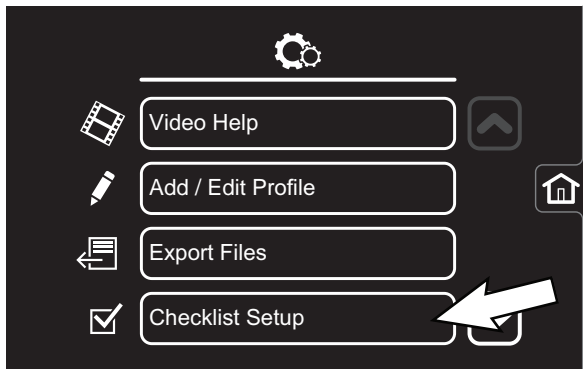 Video Help
Add / Edit Profile
Export Files
Checklist Setup